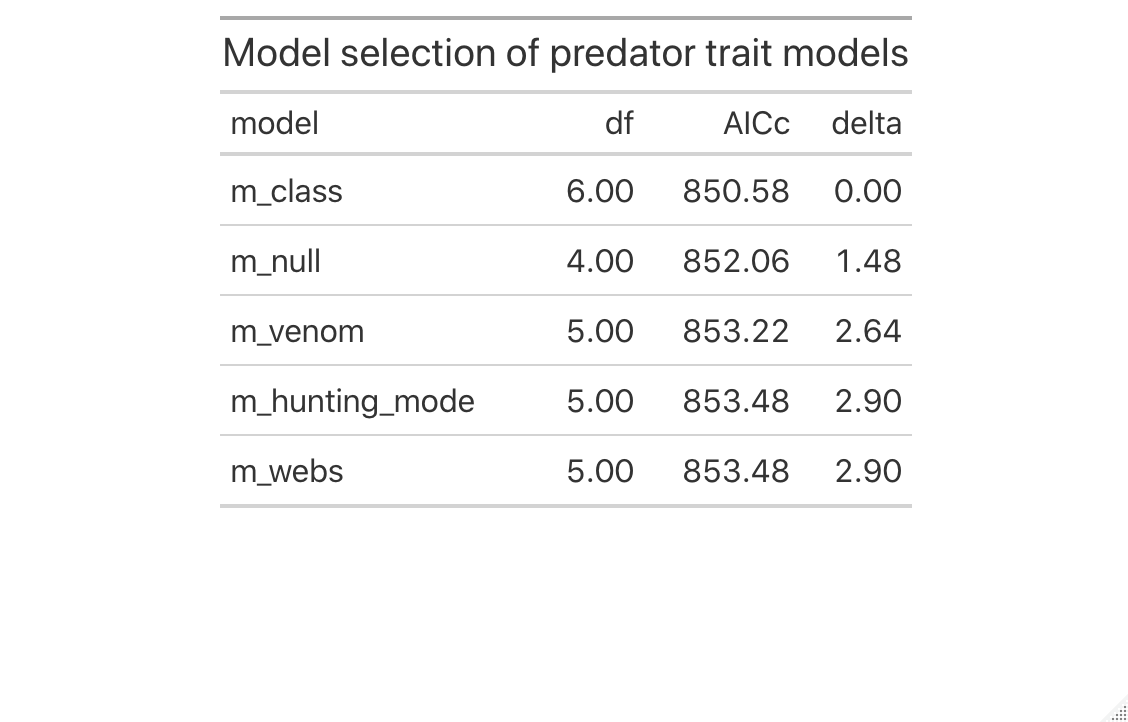 Model selection of predator trait models
model df AICc delta
m_class 6.00 850.58 0.00
m_null 4.00 852.06 1.48
m_venom 5.00 853.22 2.64
m_hunting_mode 5.00 853.48 2.90
m_webs 5.00 853.48 2.90